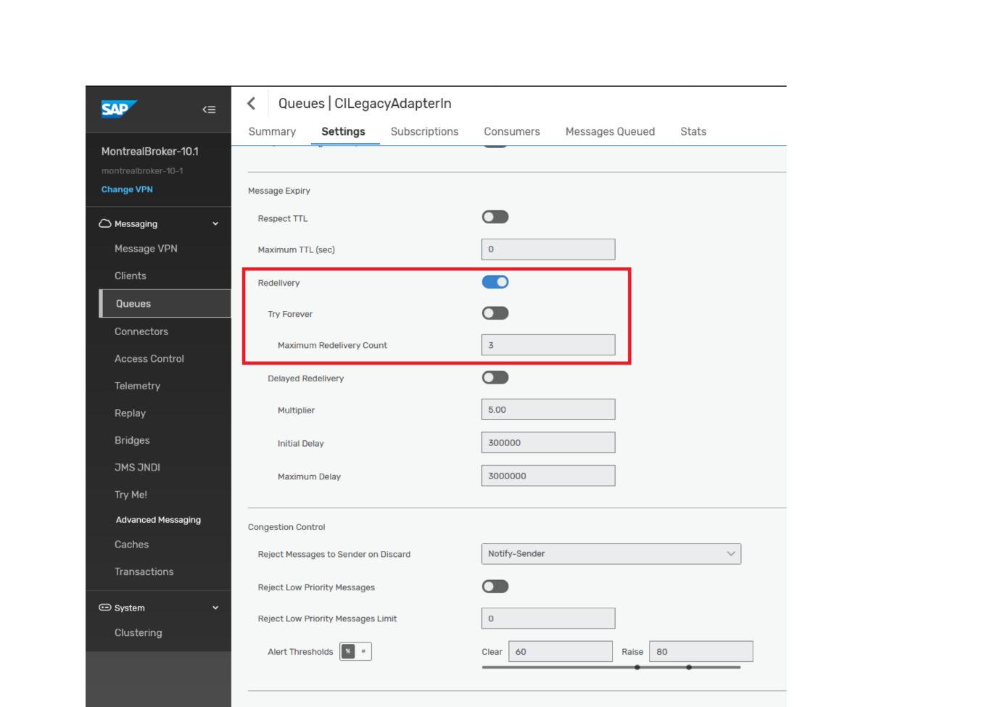 SAP
Queues | CILegacyAdapterIn
Summary
Settings
Subscriptions
Consumers
Messages Queued
Stats
MontrealBroker-10.1
montrealbroker-10-1
Change VPN
Messaging
Message VPN
Clients
Queues
Connectors
Access Control
Telemetry
Replay
Bridges
JMS JNDI
Try Me!
Advanced Messaging
Caches
Transactions
System
Clustering
Message Expiry
Respect TTL
Maximum TTL (sec) 0
Redelivery
Try Forever
Maximum Redelivery Count 3
Delayed Redelivery
Multiplier 5.00
Initial Delay 300000
Maximum Delay 3000000
Congestion Control
Reject Messages to Sender on Discard Notify-Sender
Reject Low Priority Messages
Reject Low Priority Messages Limit 0
Alert Thresholds % # Clear 60 Raise 80